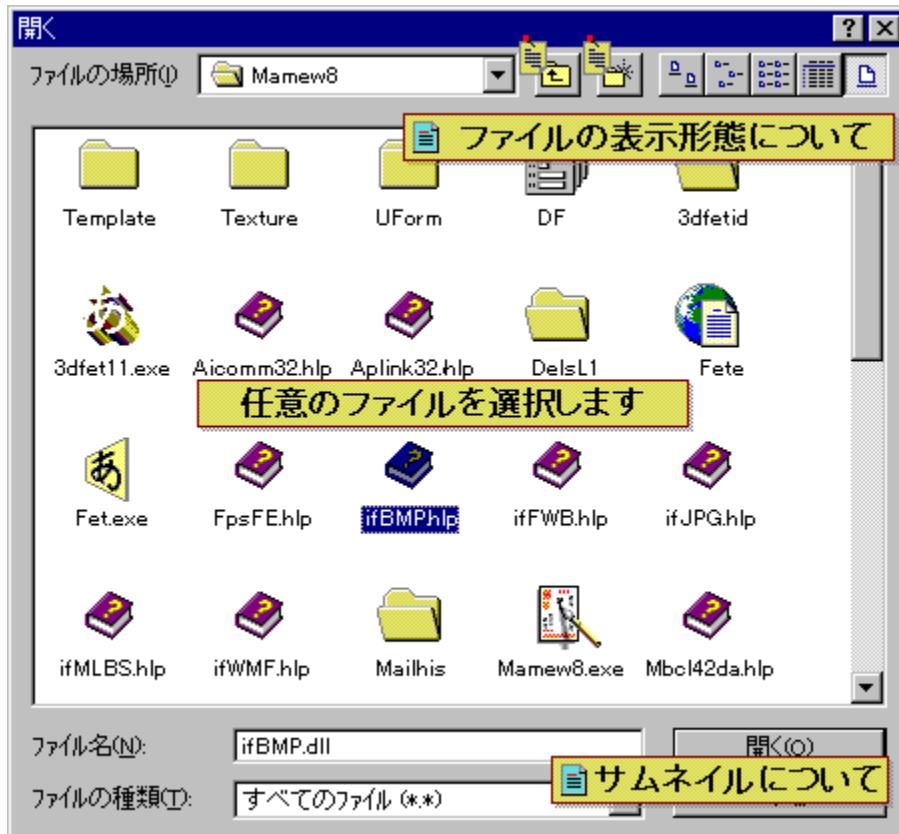 開く
ファイルの場所(I)
Mamew8
ファイルの表示形態について
Template
Texture
UForm
DF
3dfetid
3dfet11.exe
Aicomm32.hlp
Aplink32.hlp
DelsL1
Fete
任意のファイルを選択します
Fet.exe
FpsFE.hlp
ifBMP.hlp
ifFWB.hlp
ifJPG.hlp
ifMLBS.hlp
ifWMF.hlp
Mailhis
Mamew8.exe
Mbcl42da.hlp
ファイル名(N):
ifBMP.dll
開く(O)
サムネイルについて
ファイルの種類(T):
すべてのファイル (*.*)